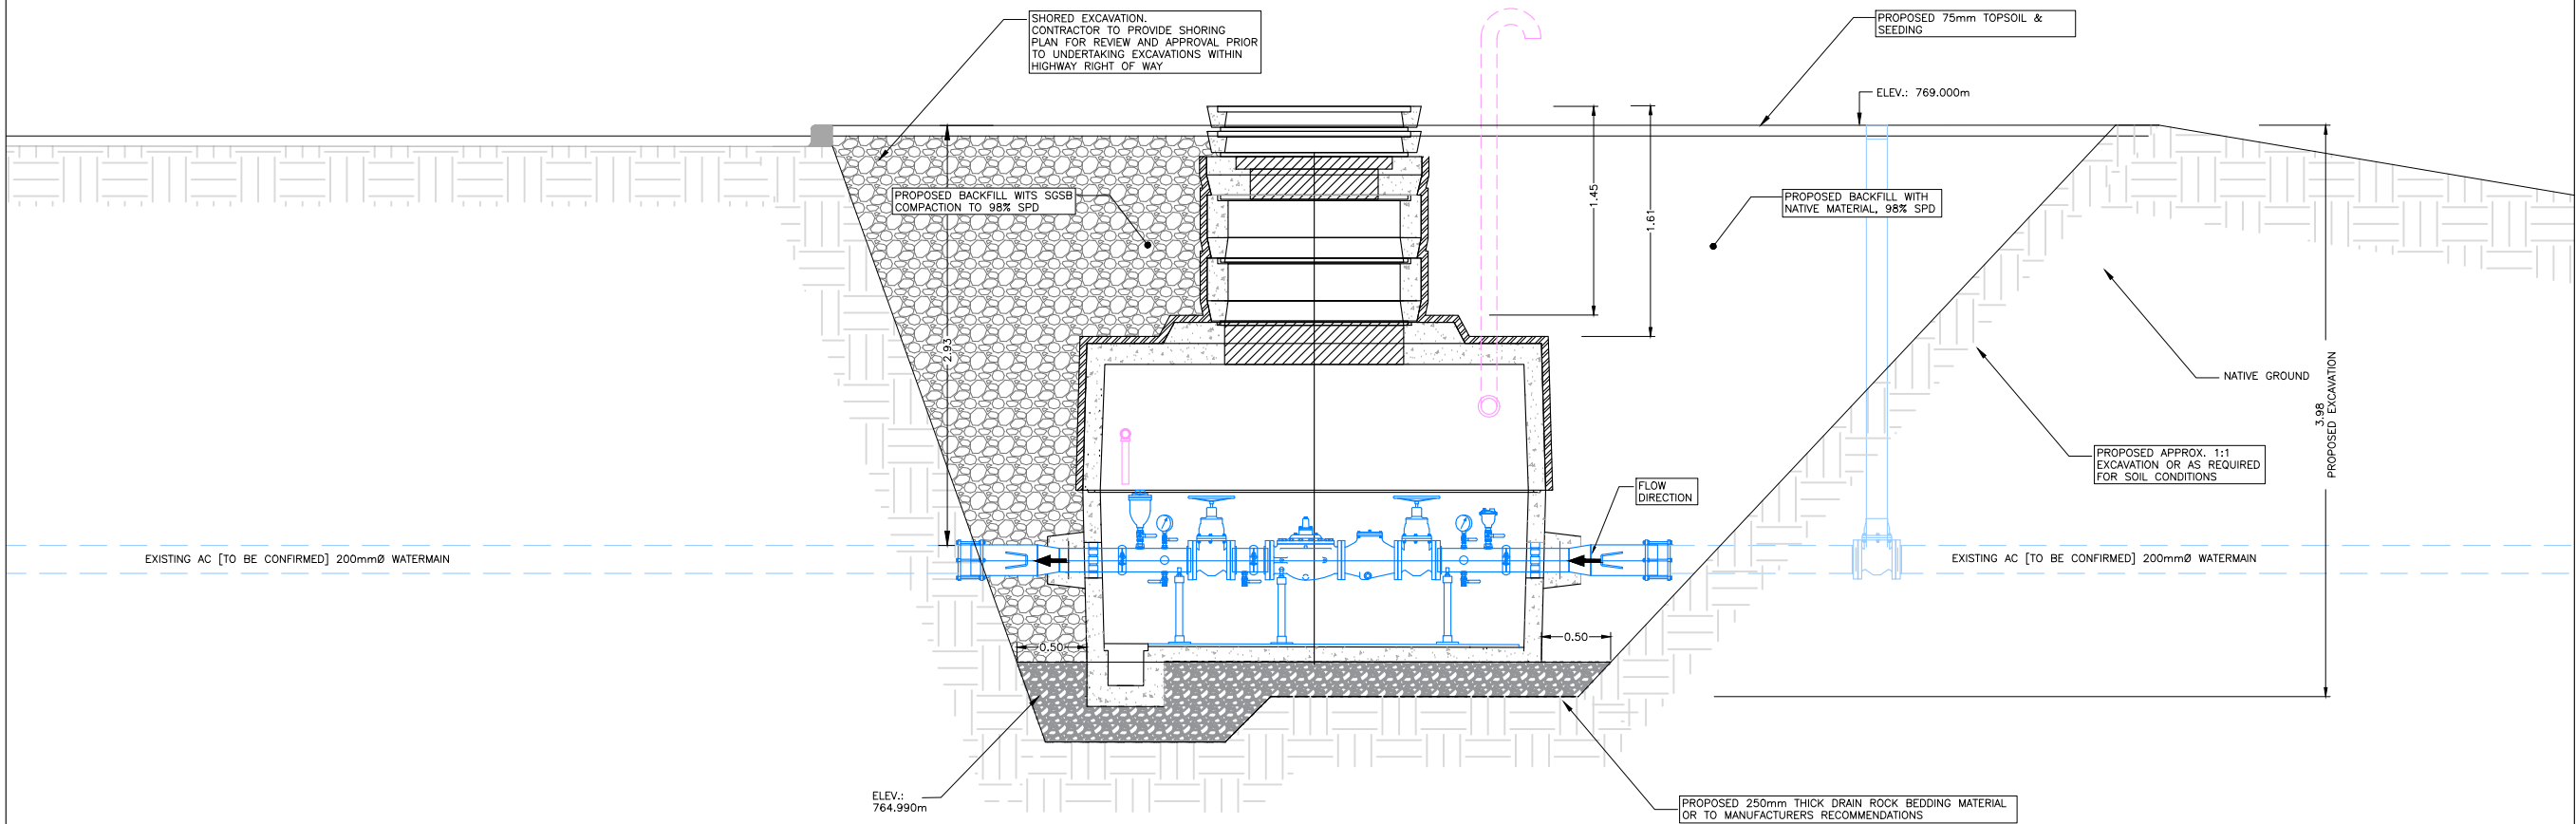 SHORED EXCAVATION.
CONTRACTOR TO PROVIDE SHORING
PLAN FOR REVIEW AND APPROVAL PRIOR
TO UNDERTAKING EXCAVATIONS WITHIN
HIGHWAY RIGHT OF WAY
PROPOSED 75mm TOPSOIL &
SEEDING
ELEV.: 769.000m
PROPOSED BACKFILL WITS SGSB
COMPACTION TO 98% SPD
1.45
1.61
PROPOSED BACKFILL WITH
NATIVE MATERIAL, 98% SPD
2.93
NATIVE GROUND
3.98
PROPOSED EXCAVATION
PROPOSED APPROX. 1:1
EXCAVATION OR AS REQUIRED
FOR SOIL CONDITIONS
FLOW
DIRECTION
EXISTING AC [TO BE CONFIRMED] 200mmØ WATERMAIN
EXISTING AC [TO BE CONFIRMED] 200mmØ WATERMAIN
0.50
0.50
ELEV.:
764.990m
PROPOSED 250mm THICK DRAIN ROCK BEDDING MATERIAL
OR TO MANUFACTURERS RECOMMENDATIONS